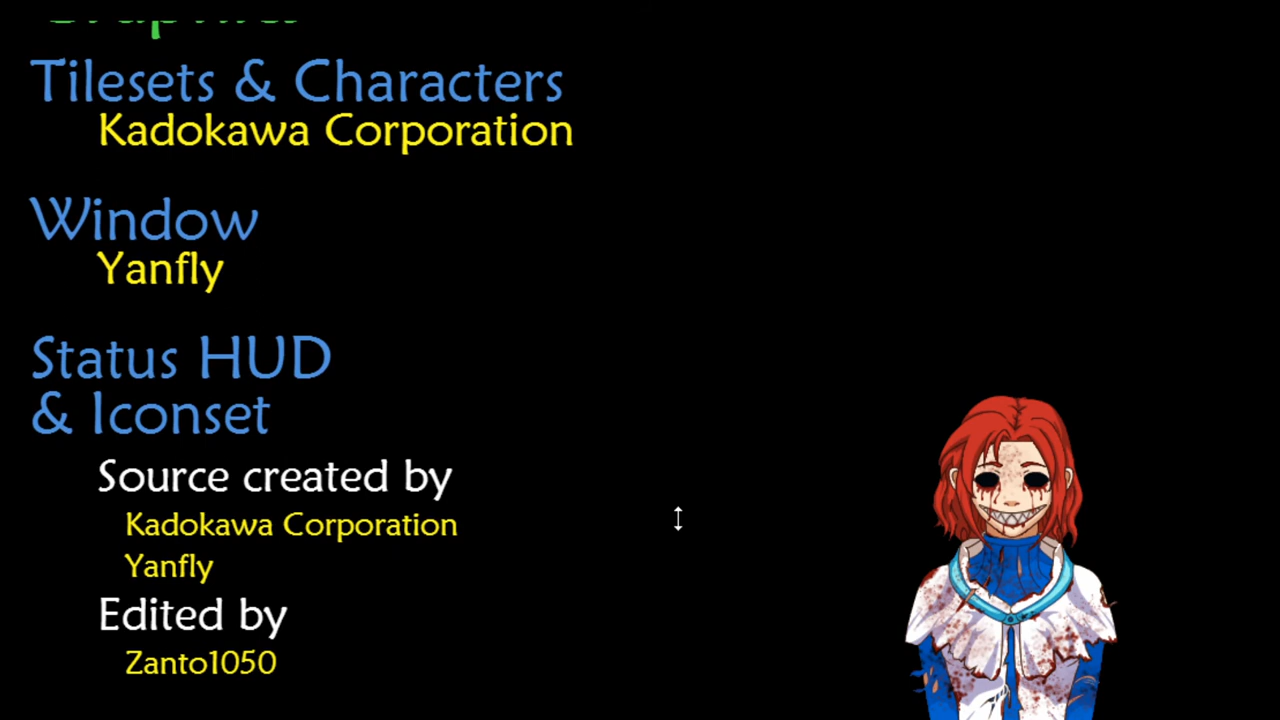 Tilesets & Characters
Kadokawa Corporation
Window
Yanfly
Status HUD
& Iconset
Source created by
Kadokawa Corporation
Yanfly
Edited by
Zanto1050